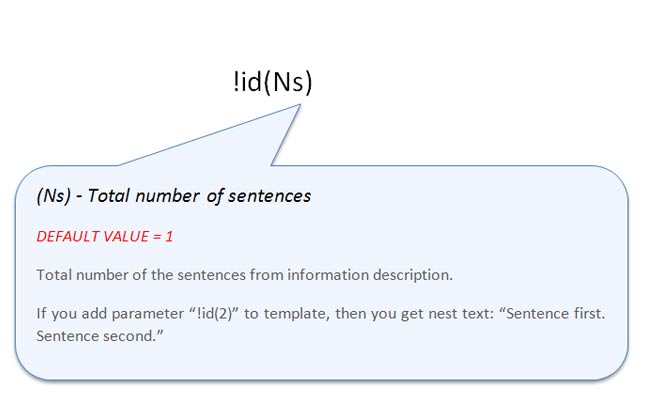 !id(Ns)
(Ns) - Total number of sentences
DEFAULT VALUE = 1
Total number of the sentences from information description.
If you add parameter “!id(2)” to template, then you get nest text: “Sentence first.
Sentence second.”